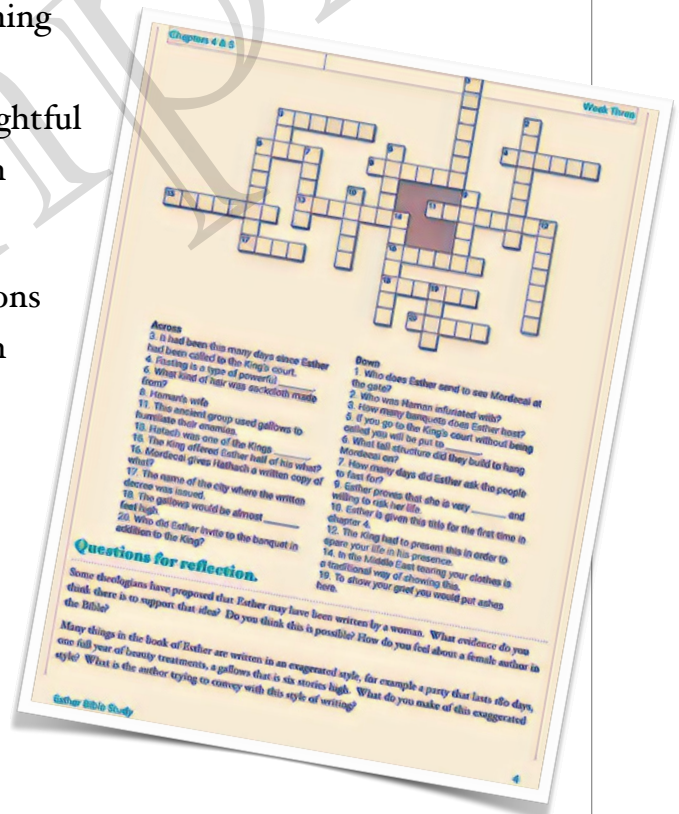 ning
ghtful
n
ons
n
Chapters 4 & 5
Week Three
Across
3. It had been this many days since Esther
had been called to the King's court.
4. Fasting is a type of powerful ______.
6. What kind of hair was sackcloth made
from?
8. Haman's wife
11. This ancient group used gallows to
humiliate their enemies.
13. Hatach was one of the Kings ______
15. The King offered Esther half of his what?
16. Mordecai gives Hathach a written copy of
what?
17. The name of the city where the written
decree was issued.
18. The gallows would be almost ______
feet high.
20. Who did Esther invite to the banquet in
addition to the King?
Down
1. Who does Esther send to see Mordecai at
the gate?
2. Who was Haman infuriated with?
3. How many banquets does Esther host?
5. If you go to the King's court without being
called you will be put to ______.
6. What tall structure did they build to hang
Mordecai on?
7. How many days did Esther ask the people
to fast for?
9. Esther proves that she is very ______ and
willing to risk her life.
10. Esther is given this title for the first time in
chapter 4.
12. The King had to present this in order to
spare your life in his presence.
14. In the Middle East tearing your clothes is
a traditional way of showing this.
19. To show your grief you would put ashes
here.
Questions for reflection.
Some theologians have proposed that Esther may have been written by a woman. What evidence do you
think there is to support that idea? Do you think this is possible? How do you feel about a female author in
the Bible?
Many things in the book of Esther are written in an exaggerated style, for example a party that lasts 180 days,
one full year of beauty treatments, a gallows that is six stories high. What do you make of this exaggerated
style? What is the author trying to convey with this style of writing?
Esther Bible Study
4